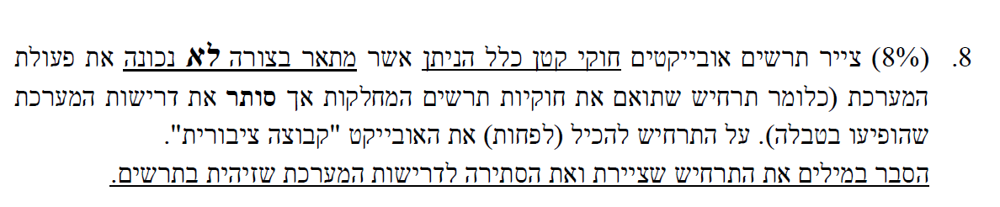 8. (8%) צייר תרשים אובייקטים חוקי קטן ככל הניתן אשר מתאר בצורה לא נכונה את פעולת
המערכת (כלומר תרחיש שתואם את חוקיות תרשים המחלקות אך סותר את דרישות המערכת
שהופיעו בטבלה). על התרחיש להכיל (לפחות) את האובייקט "קבוצה ציבורית".
הסבר במילים את התרחיש שציירת ואת הסתירה לדרישות המערכת שזיהית בתרשים.